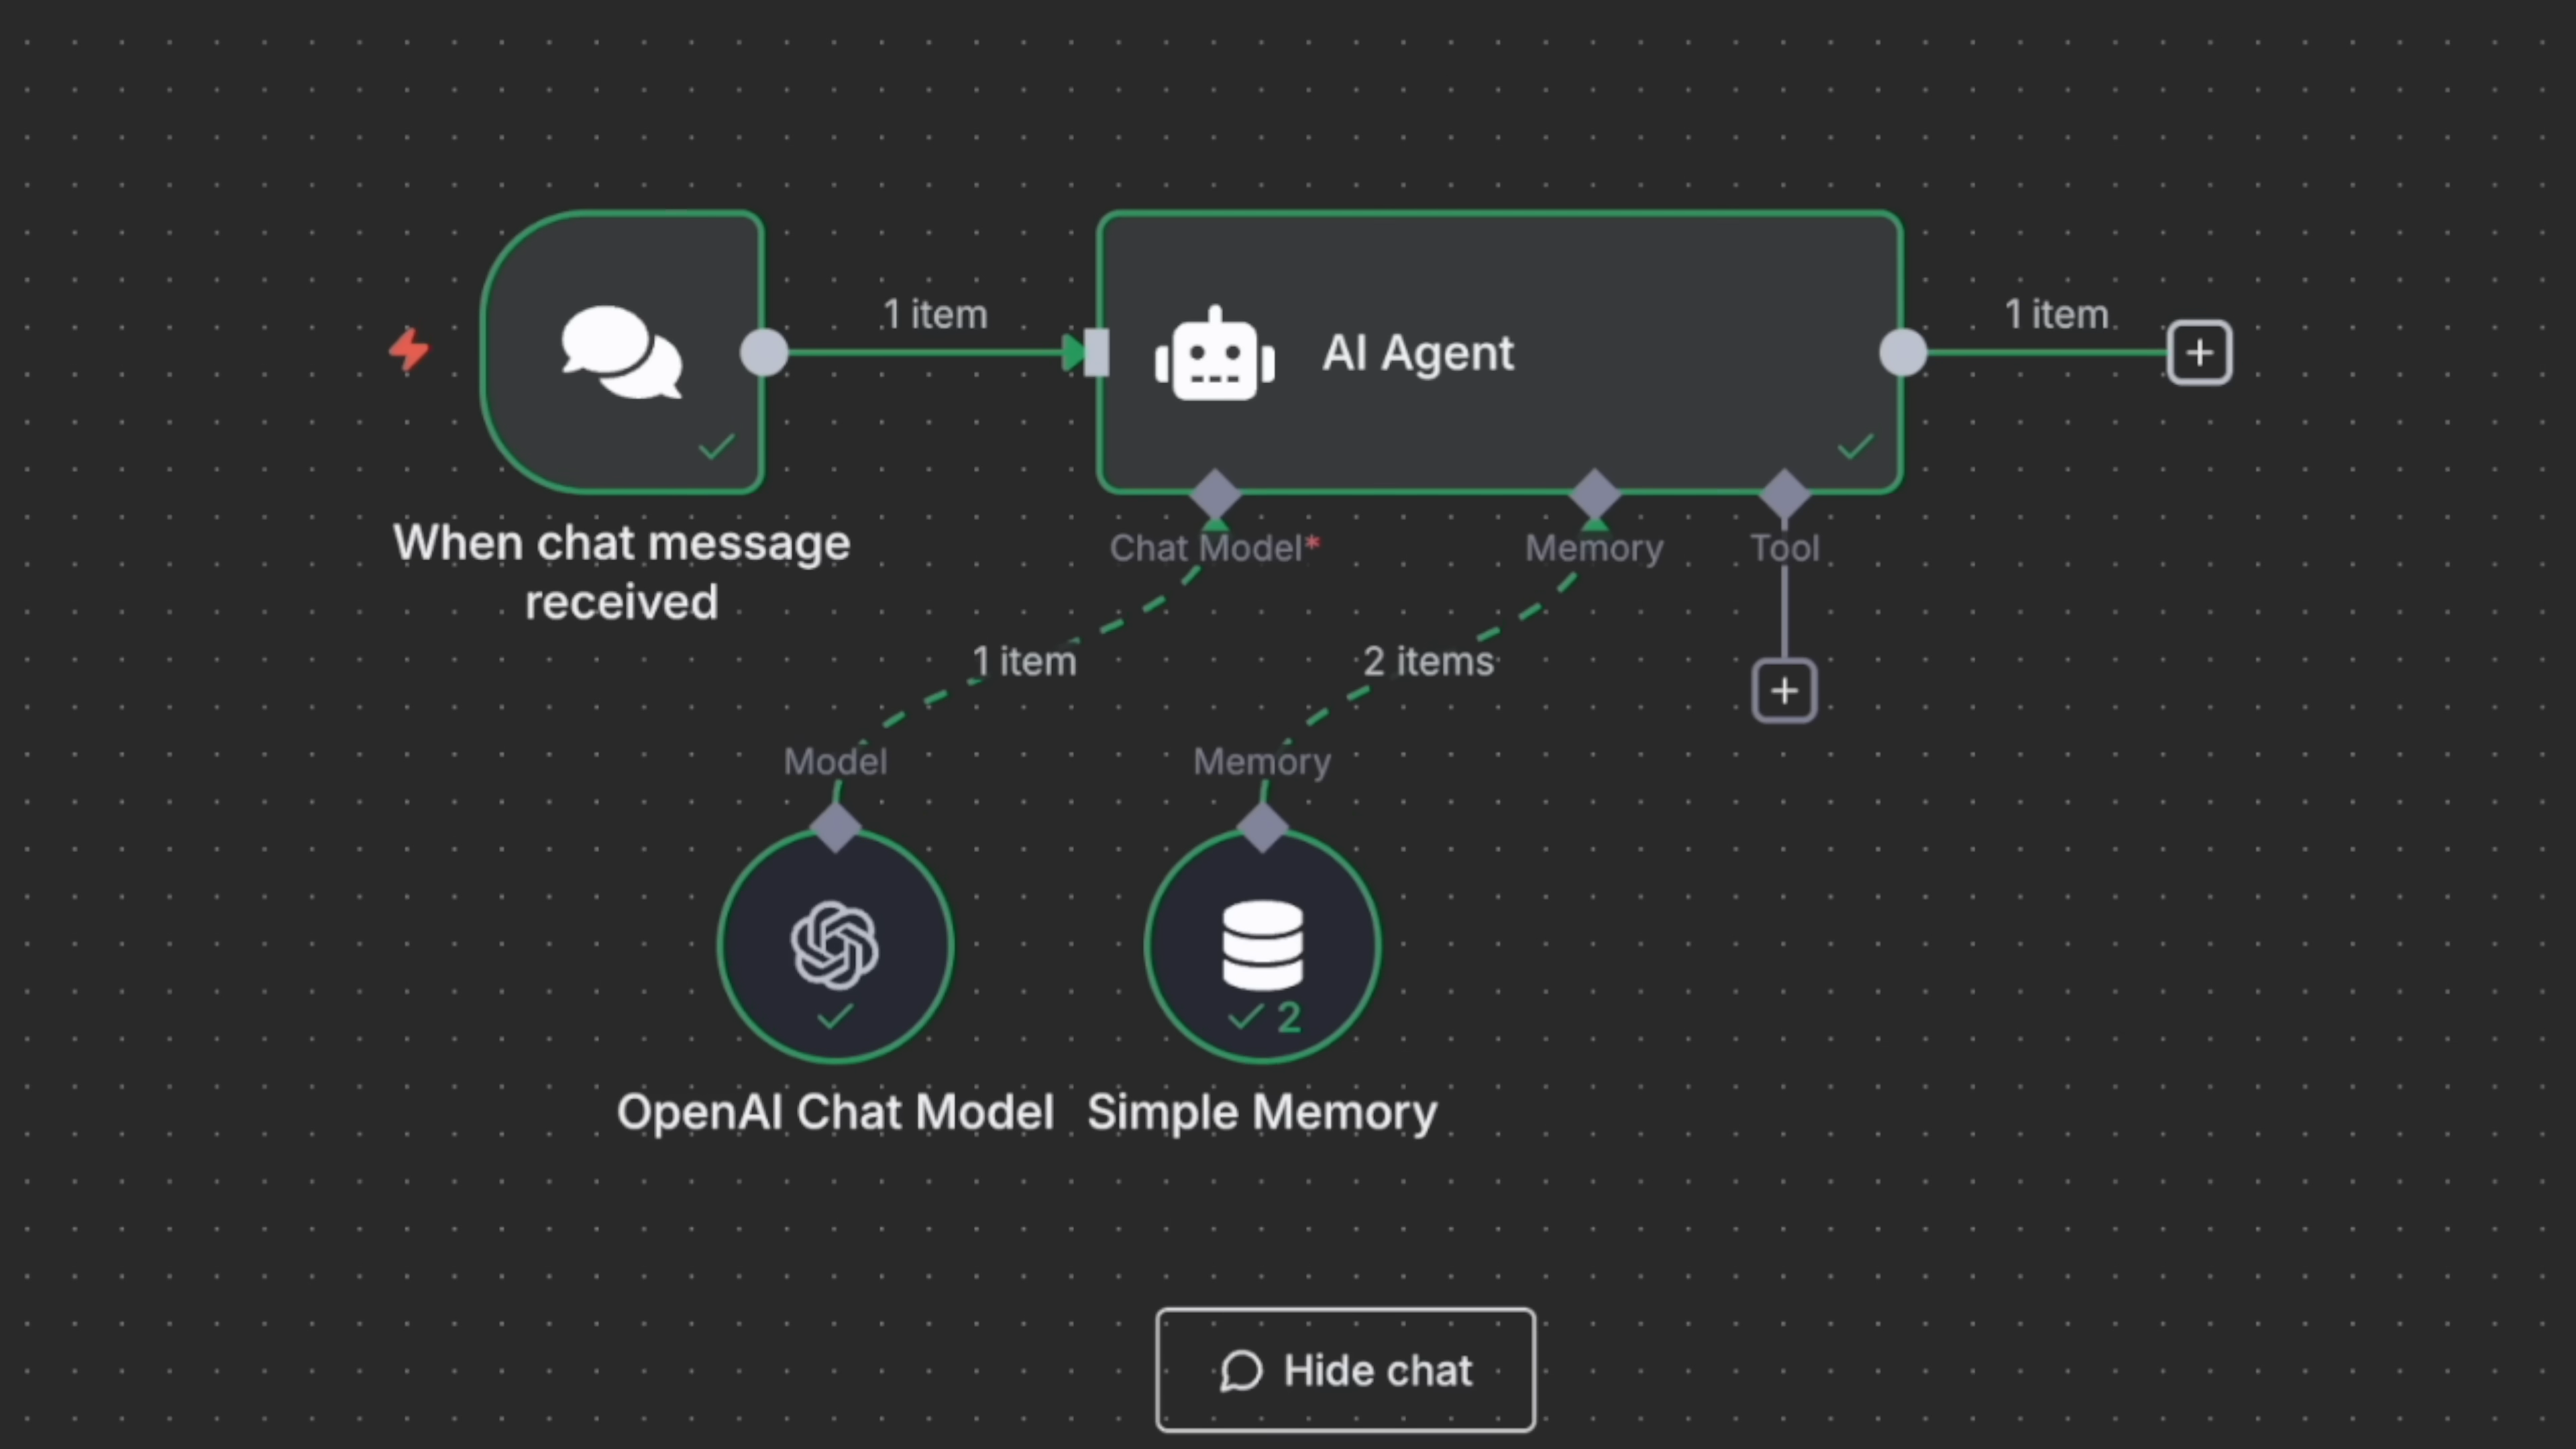 1 item
AI Agent
1 item
When chat message
received
Chat Model*
Memory
Tool
1 item
2 items
Model
Memory
2
OpenAI Chat Model
Simple Memory
Hide chat